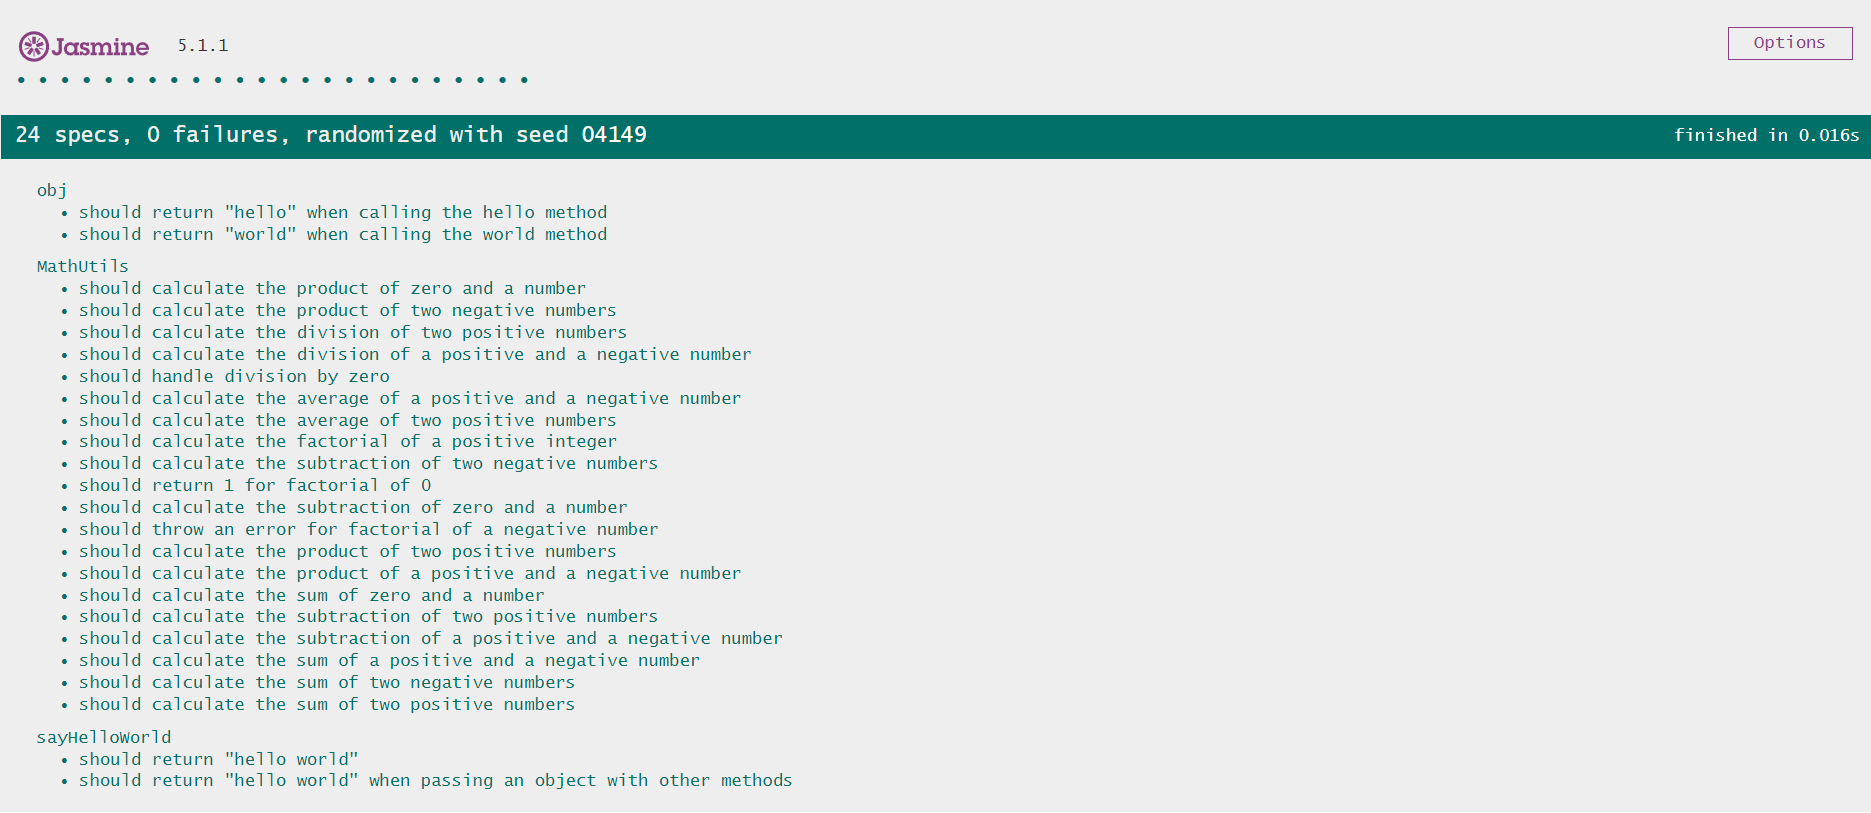 Jasmine 5.1.1 Options
24 specs, 0 failures, randomized with seed 04149 finished in 0.016s
obj
• should return "hello" when calling the hello method
• should return "world" when calling the world method
MathUtils
• should calculate the product of zero and a number
• should calculate the product of two negative numbers
• should calculate the division of two positive numbers
• should calculate the division of a positive and a negative number
• should handle division by zero
• should calculate the average of a positive and a negative number
• should calculate the average of two positive numbers
• should calculate the factorial of a positive integer
• should calculate the subtraction of two negative numbers
• should return 1 for factorial of 0
• should calculate the subtraction of zero and a number
• should throw an error for factorial of a negative number
• should calculate the product of two positive numbers
• should calculate the product of a positive and a negative number
• should calculate the sum of zero and a number
• should calculate the subtraction of two positive numbers
• should calculate the subtraction of a positive and a negative number
• should calculate the sum of a positive and a negative number
• should calculate the sum of two negative numbers
• should calculate the sum of two positive numbers
sayHelloWorld
• should return "hello world"
• should return "hello world" when passing an object with other methods